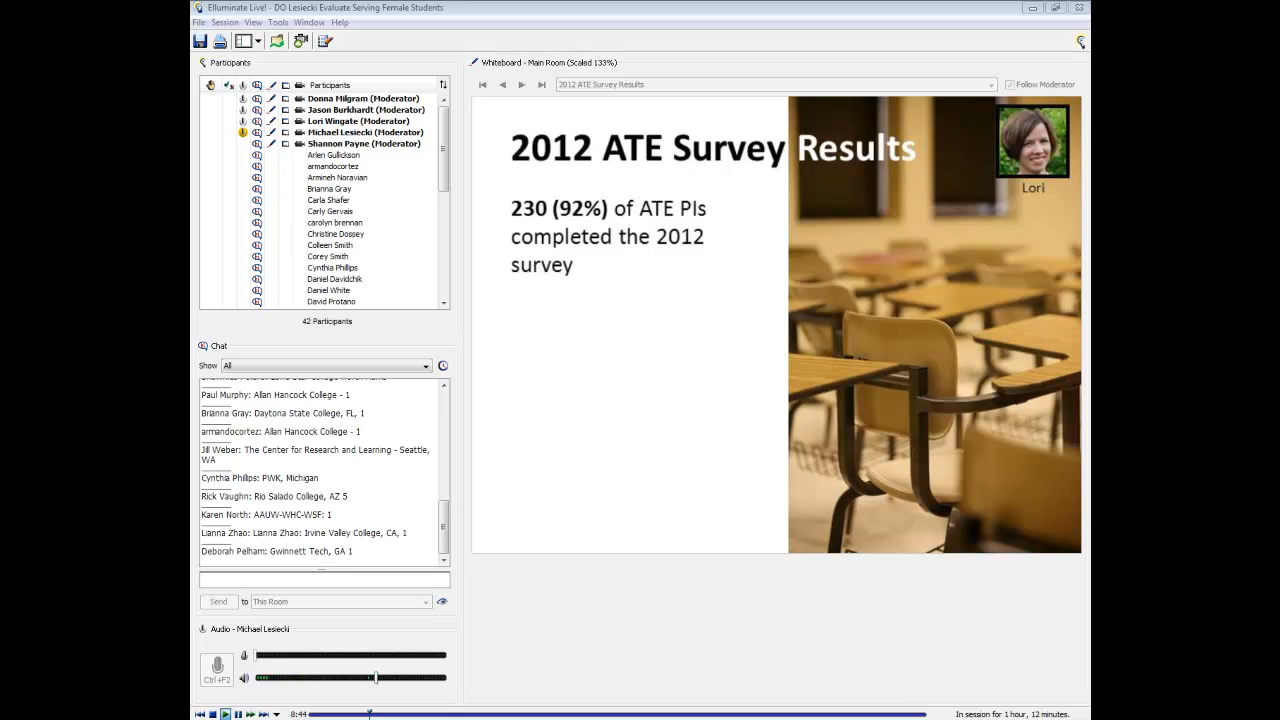 Elluminate Live! - DO Lesiecki Evaluate Serving Female Students
File Session View Tools Window Help
Participants
Participants
Donna Milgram (Moderator)
Jason Burkhardt (Moderator)
Lori Wingate (Moderator)
Michael Lesiecki (Moderator)
Shannon Payne (Moderator)
Arlen Gullickson
armandocortez
Armineh Noravian
Brianna Gray
Carla Shafer
Carly Gervais
carolyn brennan
Christine Dossey
Colleen Smith
Corey Smith
Cynthia Phillips
Daniel Davidchik
Daniel White
David Protano
42 Participants
Chat
Show All
Paul Murphy: Allan Hancock College - 1
Brianna Gray: Daytona State College, FL, 1
armandocortez: Allan Hancock College - 1
Jill Weber: The Center for Research and Learning - Seattle,
WA
Cynthia Phillips: PWK, Michigan
Rick Vaughn: Rio Salado College, AZ 5
Karen North: AAUW-WHC-WSF: 1
Lianna Zhao: Lianna Zhao: Irvine Valley College, CA, 1
Deborah Pelham: Gwinnett Tech, GA 1
Send to This Room
Audio - Michael Lesiecki
Ctrl+F2
8:44
Whiteboard - Main Room (Scaled 133%)
2012 ATE Survey Results
Follow Moderator
2012 ATE Survey Results
Lori
230 (92%) of ATE PIs
completed the 2012
survey
In session for 1 hour, 12 minutes.